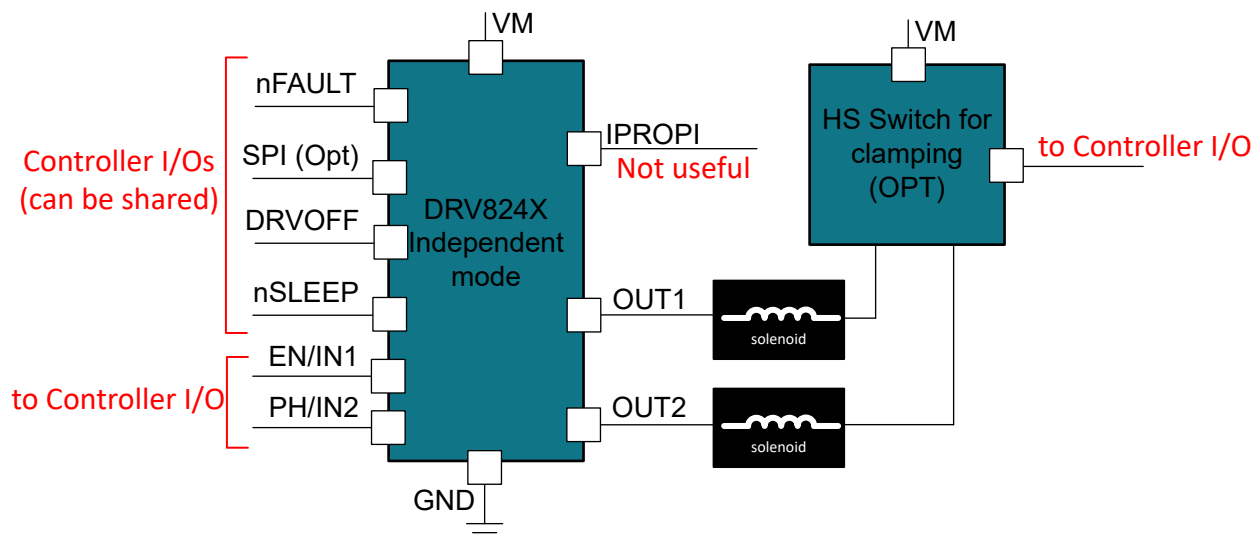 VM
nFAULT
SPI (Opt)
DRVOFF
nSLEEP
EN/IN1
PH/IN2
Controller I/Os
(can be shared)
to Controller I/O
DRV824X
Independent
mode
IPROPI
Not useful
OUT1
OUT2
GND
solenoid
solenoid
VM
HS Switch for
clamping
(OPT)
to Controller I/O